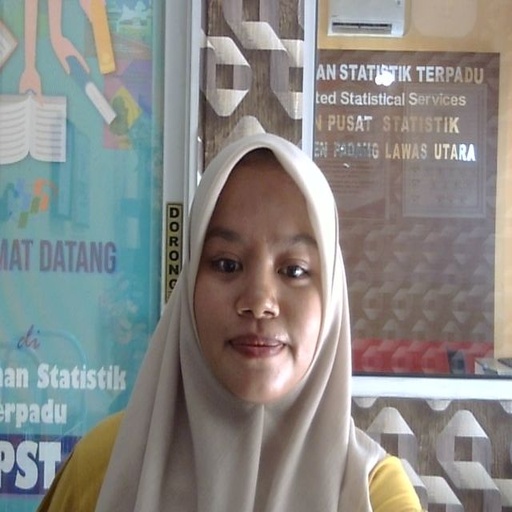 MAT DATANG
di
nan Statistik
erpadu
PST
DORONG
AN STATISTIK TERPADU
ted Statistical Services
N PUSAT STATISTIK
EN PADANG LAWAS UTARA